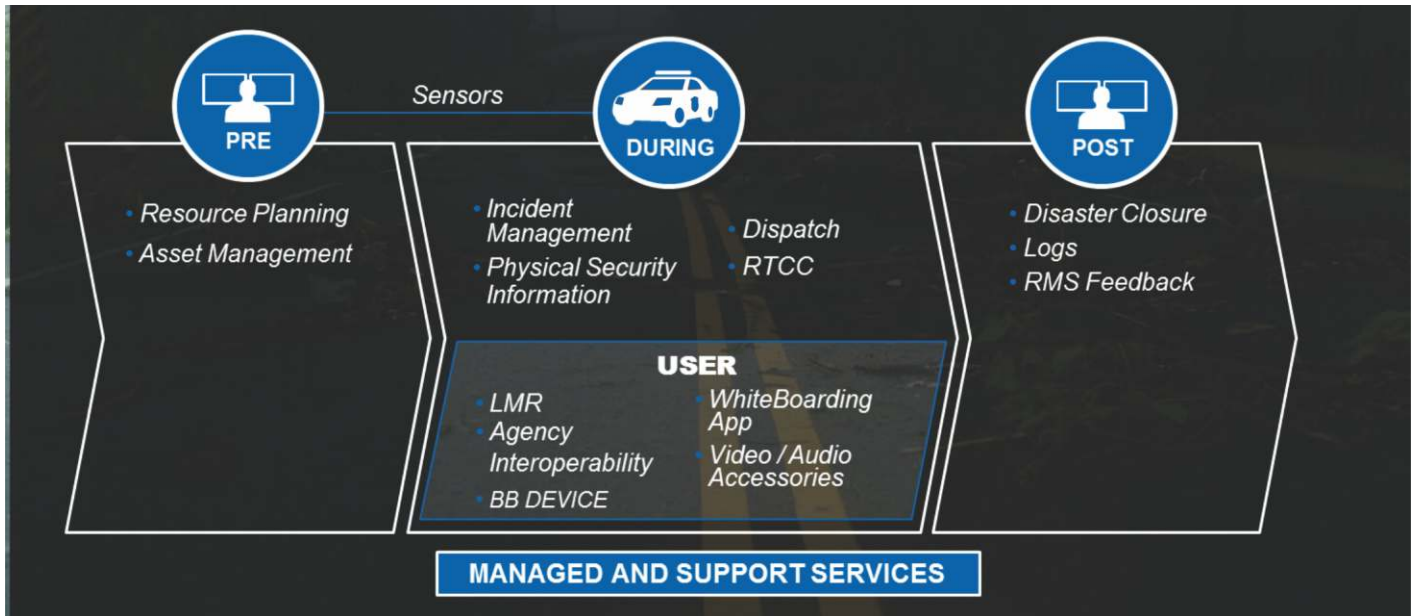 Sensors
PRE
DURING
POST
• Resource Planning
• Asset Management
• Incident
Management
• Physical Security
Information
• Dispatch
• RTCC
USER
• LMR
• Agency
Interoperability
• BB DEVICE
• WhiteBoarding
App
• Video / Audio
Accessories
• Disaster Closure
• Logs
• RMS Feedback
MANAGED AND SUPPORT SERVICES